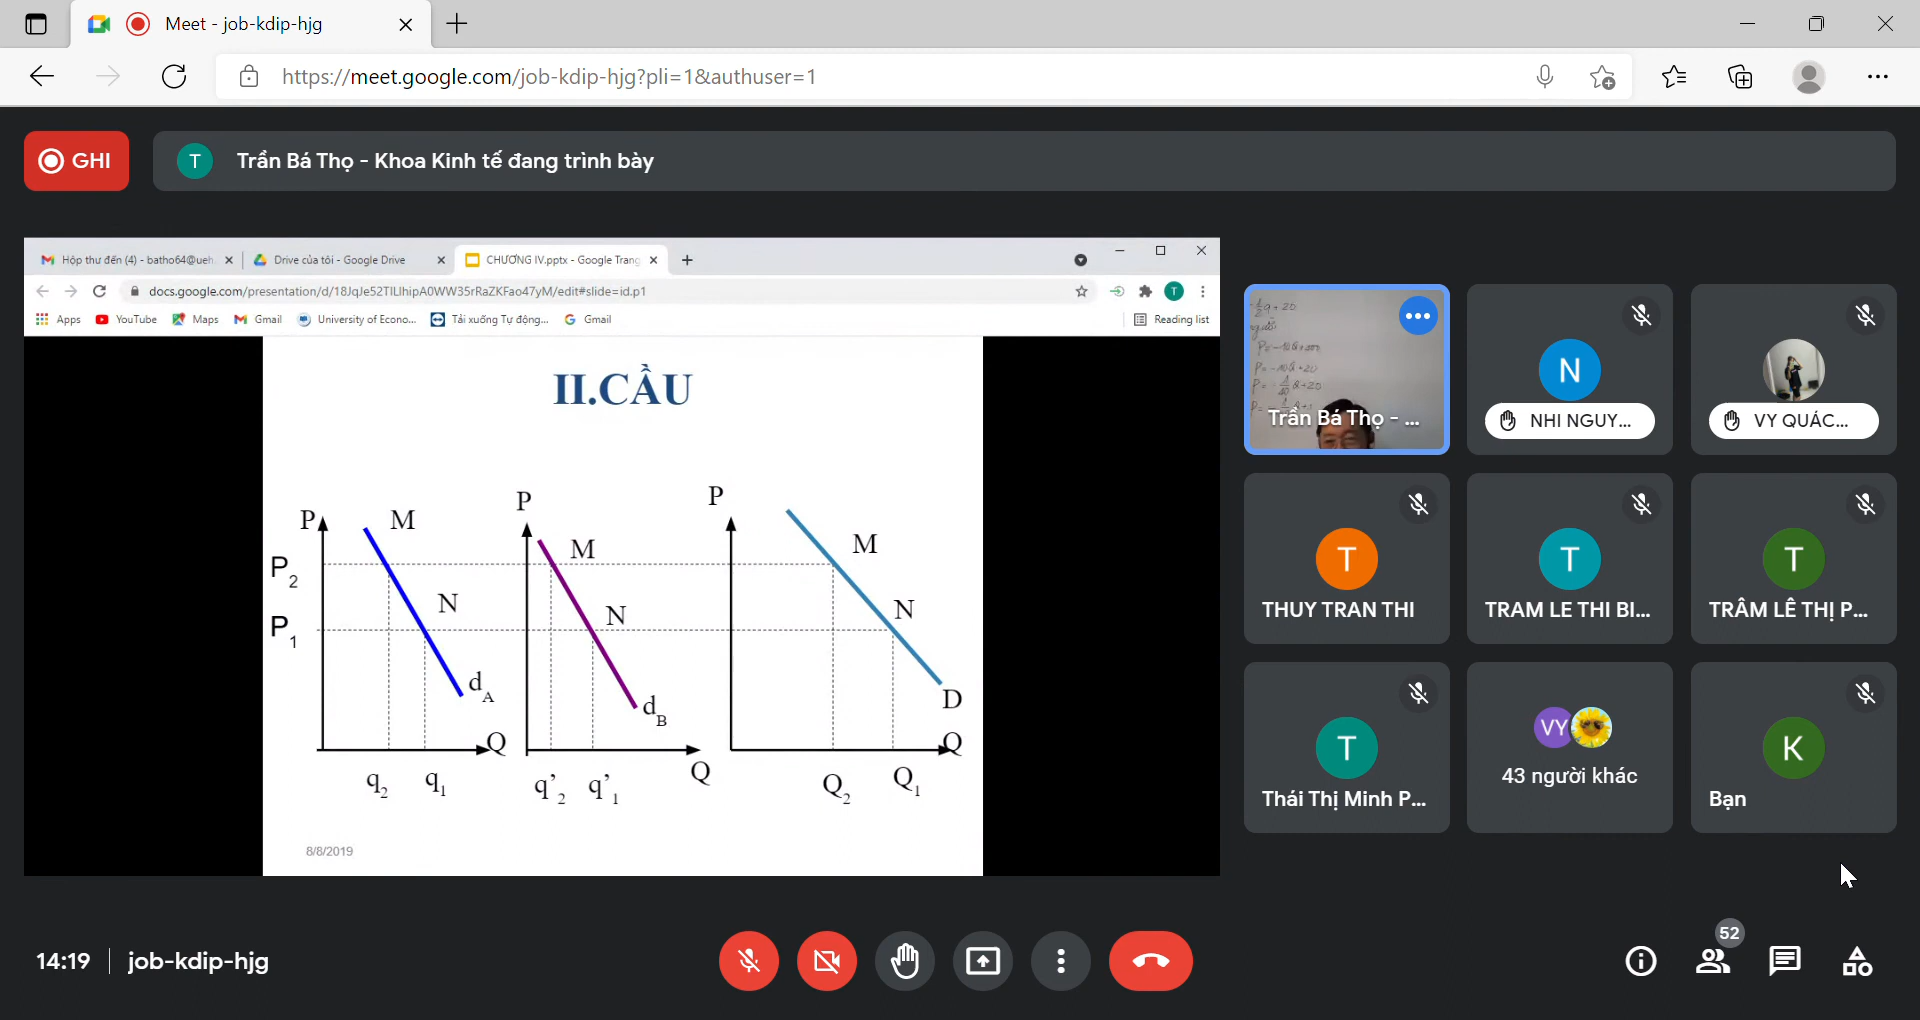 Meet - job-kdip-hjg
https://meet.google.com/job-kdip-hjg?pli=1&authuser=1
GHI
T
Trần Bá Thọ - Khoa Kinh tế đang trình bày
Hộp thư đến (4) - batho64@ueh
Drive của tôi - Google Drive
CHƯƠNG IV.pptx - Google Trang
docs.google.com/presentation/d/18JqJe52TILlhipA0WW35rRaZKFao47yM/edit#slide=id.p1
T
Apps
YouTube
Maps
Gmail
University of Econo...
Tải xuống Tự động...
Gmail
Reading list
II.CẦU
P
M
P2
N
P1
dA
Q
q2
q1
P
M
N
dB
Q
q’2
q’1
P
M
N
D
Q
Q2
Q1
8/8/2019
P=-10Q+20
Trần Bá Thọ - ...
N
NHI NGUY...
VY QUÁC...
T
THUY TRAN THI
T
TRAM LE THI BI...
T
TRÂM LÊ THỊ P...
T
Thái Thị Minh P...
VY
43 người khác
K
Bạn
14:19
job-kdip-hjg
52